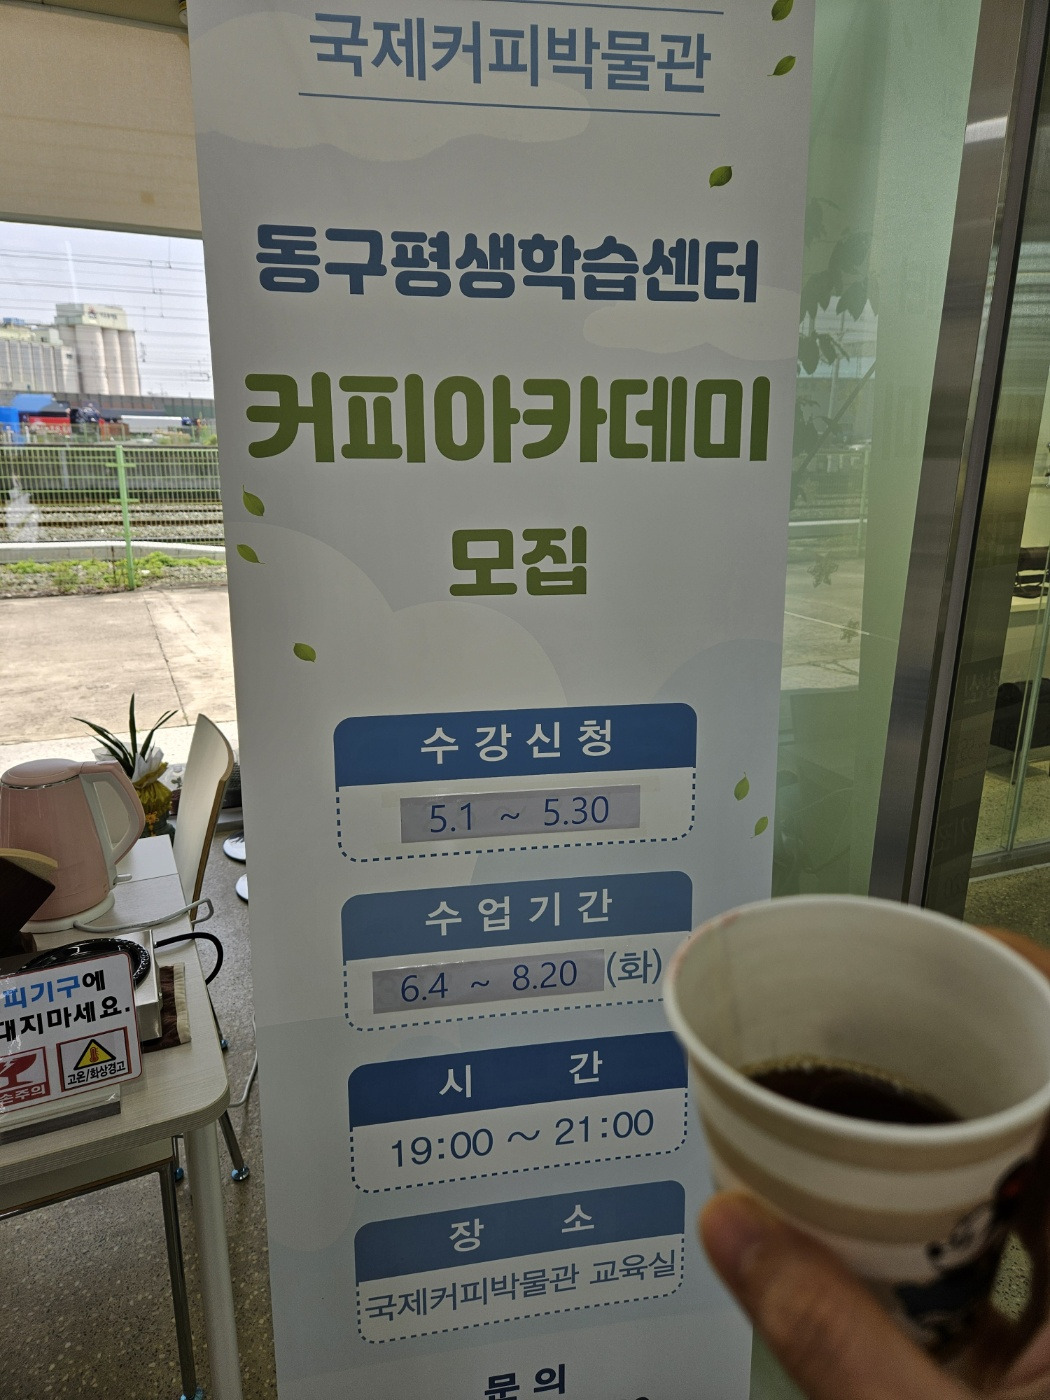 국제커피박물관
동구평생학습센터
커피아카데미
모집
수강신청
5.1 ~ 5.30
수업기간
6.4 ~ 8.20 (화)
시 간
19:00 ~ 21:00
장 소
국제커피박물관 교육실
문의
피기구에
대지마세요.
고온/화상경고